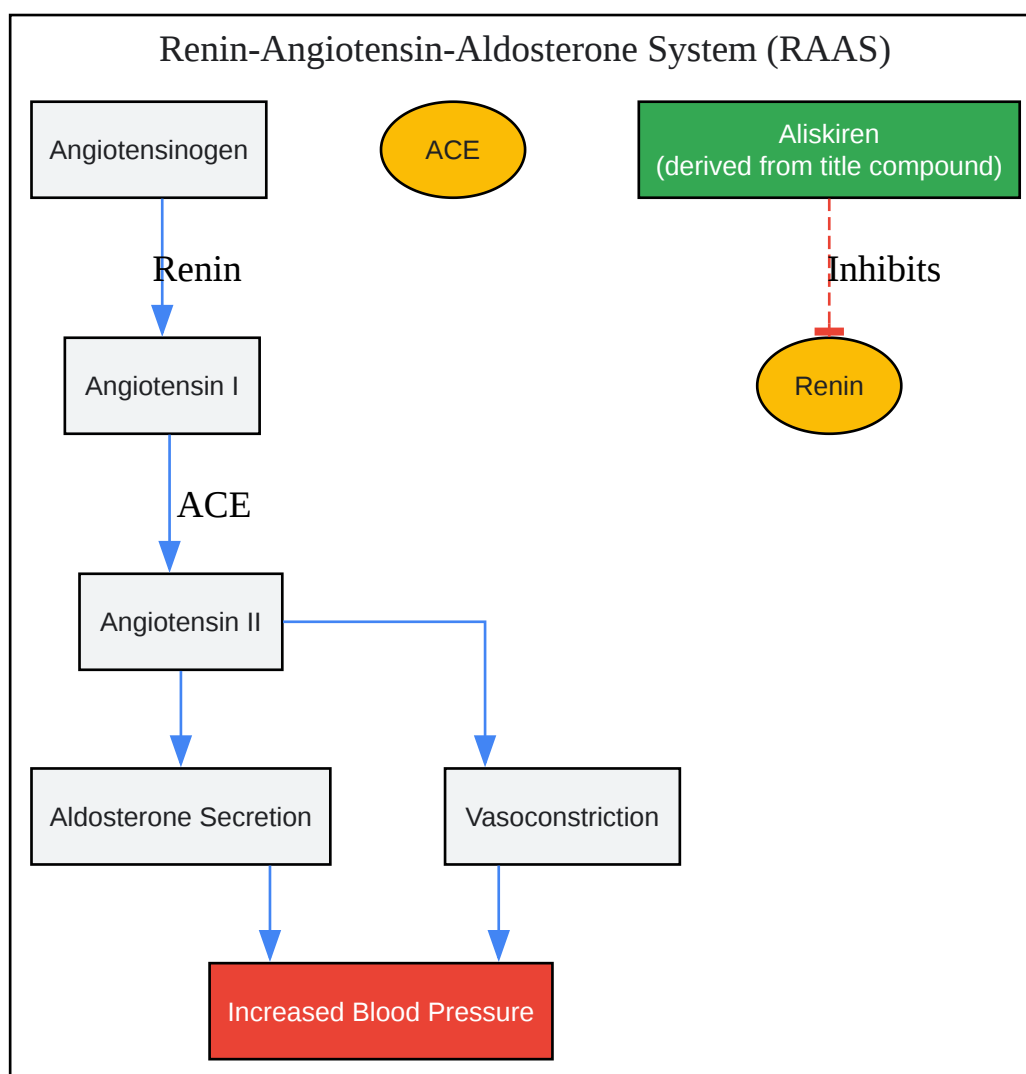 Renin-Angiotensin-Aldosterone System (RAAS)
Angiotensinogen
ACE
Aliskiren
(derived from title compound)
Renin
Inhibits
Angiotensin I
Renin
ACE
Angiotensin II
Aldosterone Secretion
Vasoconstriction
Increased Blood Pressure